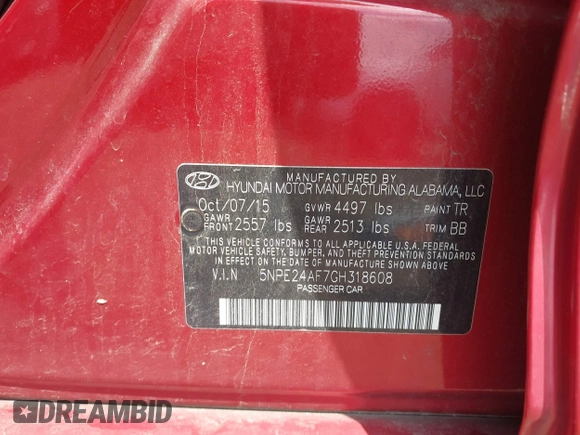 MANUFACTURED BY
HYUNDAI MOTOR MANUFACTURING ALABAMA, LLC
Oct/07/15 GVWR 4497 lbs PAINT TR
GAWR FRONT 2557 lbs GAWR REAR 2513 lbs TRIM BB
THIS VEHICLE CONFORMS TO ALL APPLICABLE U.S.A. FEDERAL
MOTOR VEHICLE SAFETY, BUMPER, AND THEFT PREVENTION
STANDARDS IN EFFECT ON THE DATE OF MANUFACTURE SHOWN
ABOVE.
V.I.N 5NPE24AF7GH318608
PASSENGER CAR
DREAMBID